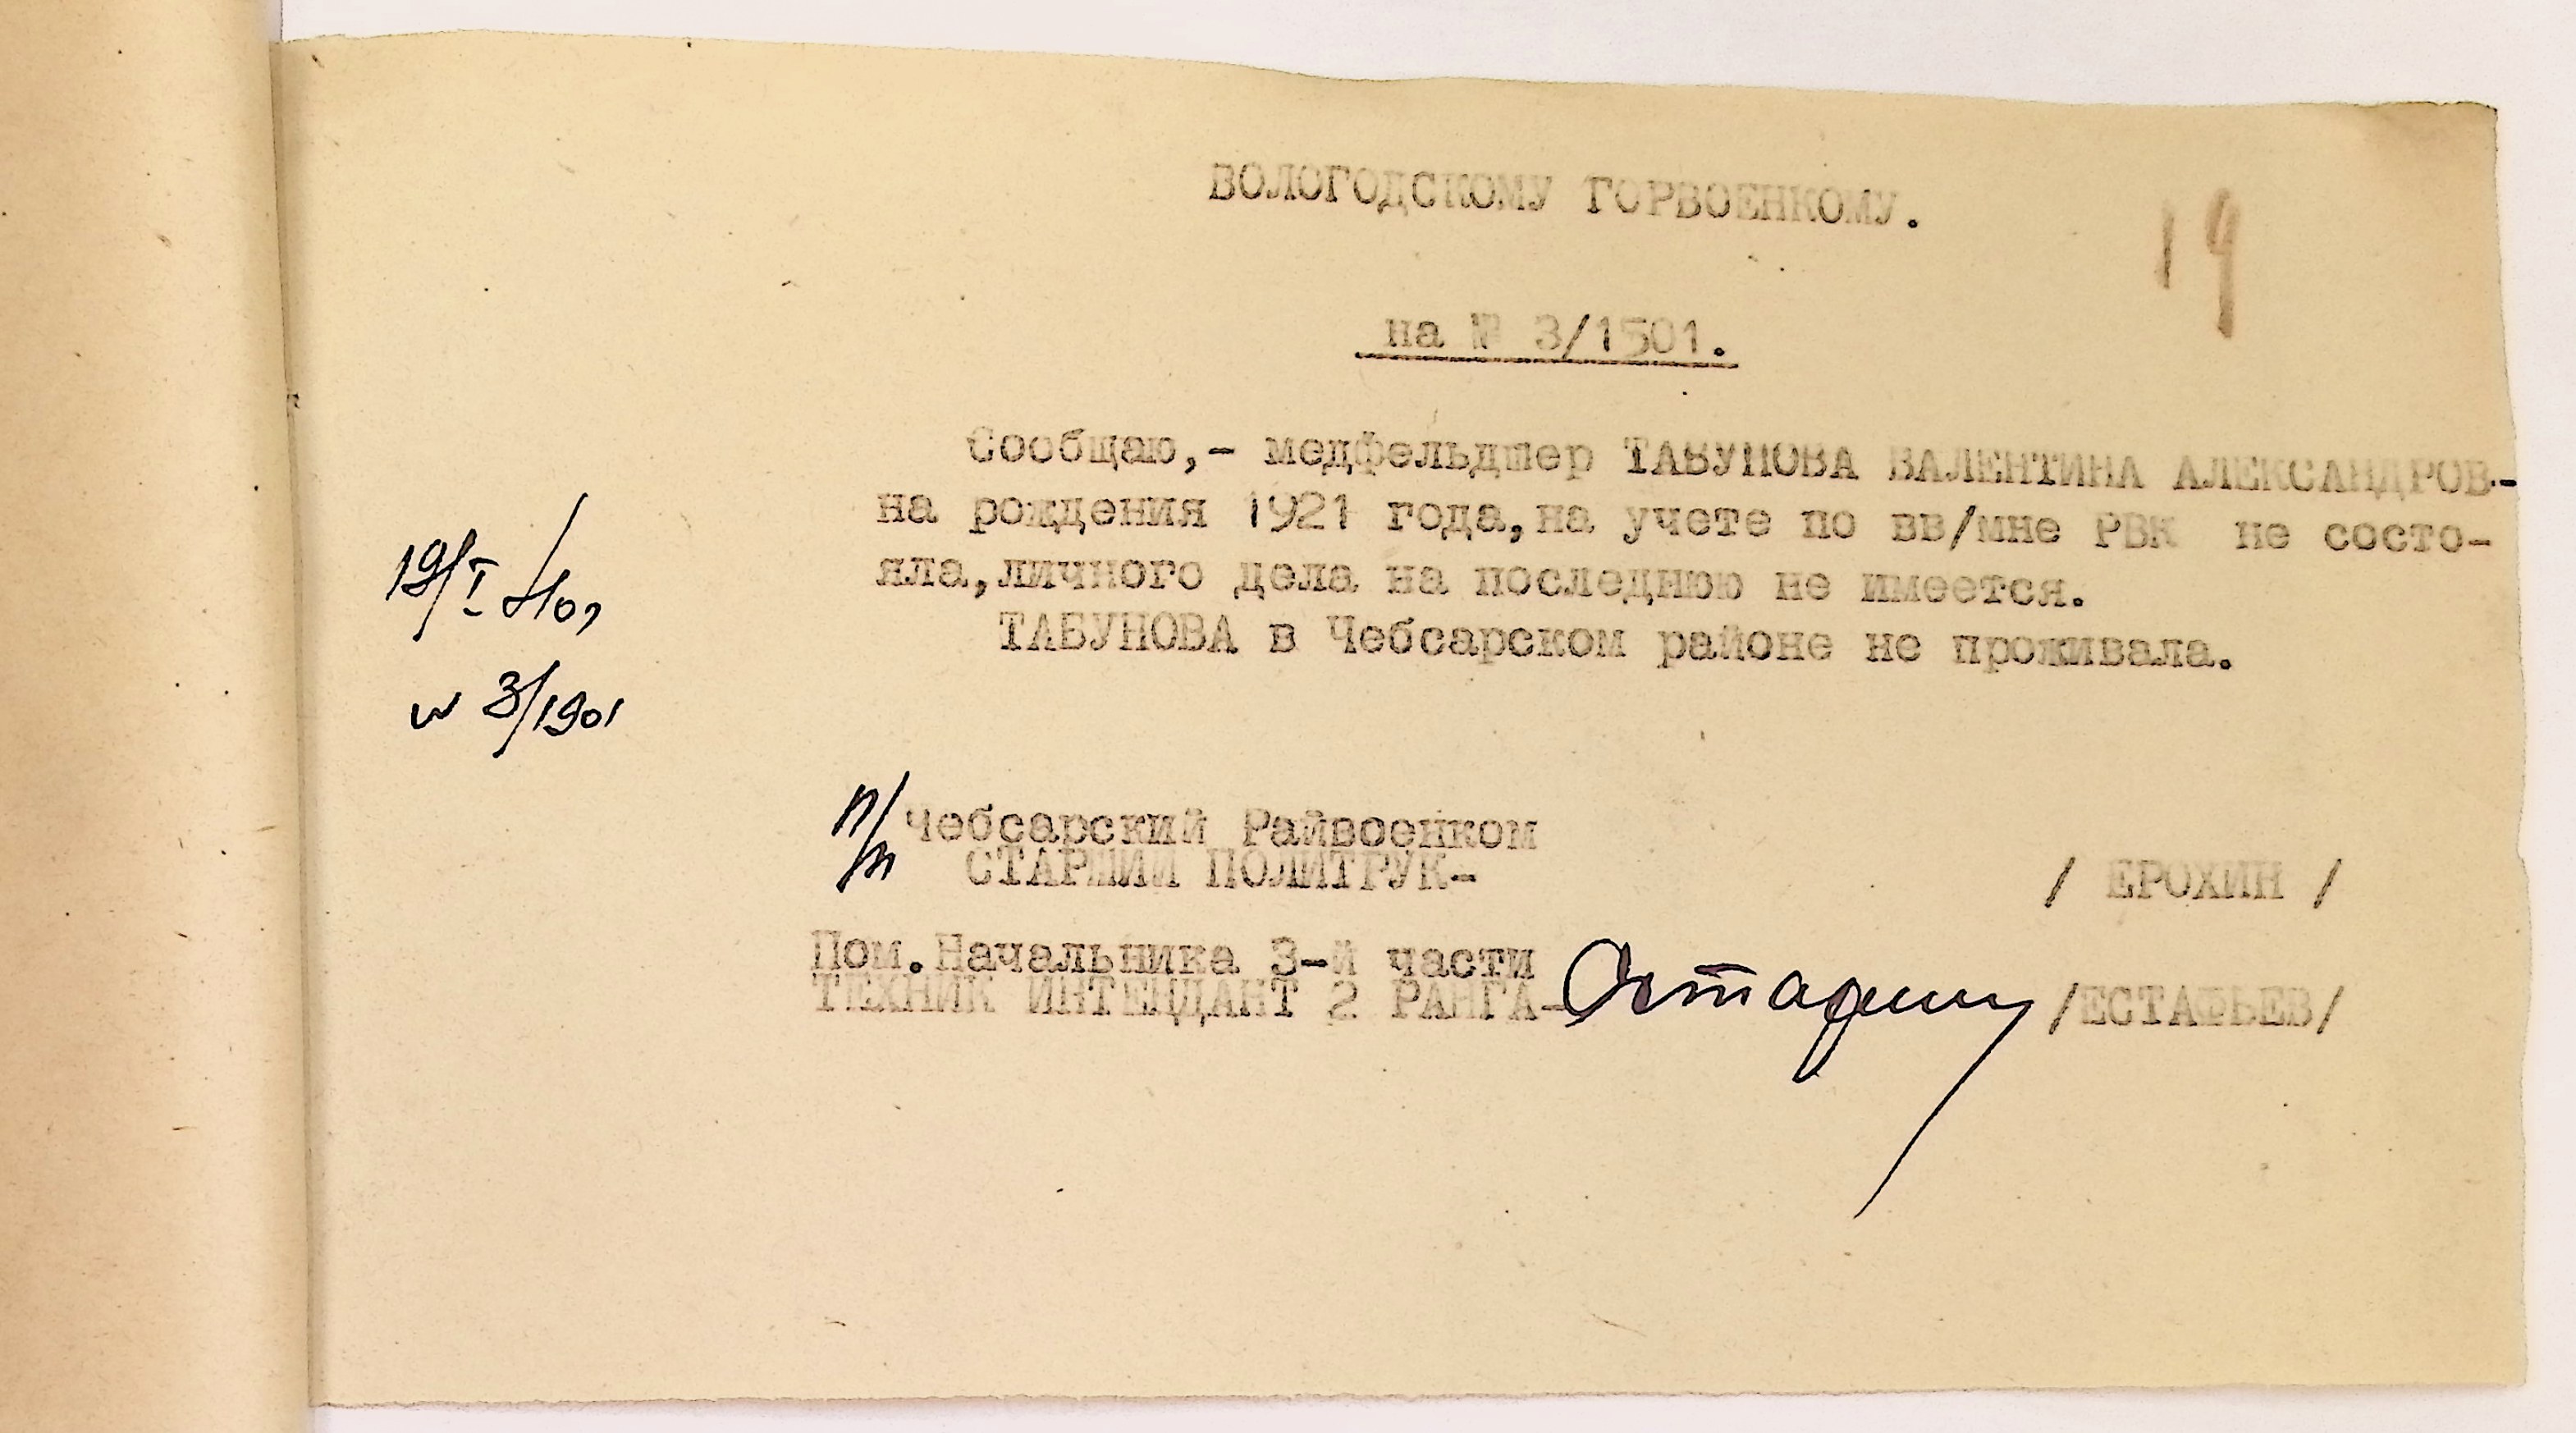 ВОЛОГОДСКОМУ ГОРВОЕНКОМУ.
19
на № 3/1501.
Сообщаю,- медфельдшер ТАБУНОВА ВАЛЕНТИНА АЛЕКСАНДРОВ-
на рождения 1921 года,на учете по вв/мне РВК не состо-
яла,личного дела на последнюю не имеется.
ТАБУНОВА в Чебсарском районе не проживала.
19/I
3/1901
п/п Чебсарский Райвоенком
СТАРШИЙ ПОЛИТРУК-
/ ЕРОХИН /
Пом.Начальника 3-й части
ТЕХНИК ИНТЕНДАНТ 2 РАНГА-
/ЕСТАФЬЕВ/